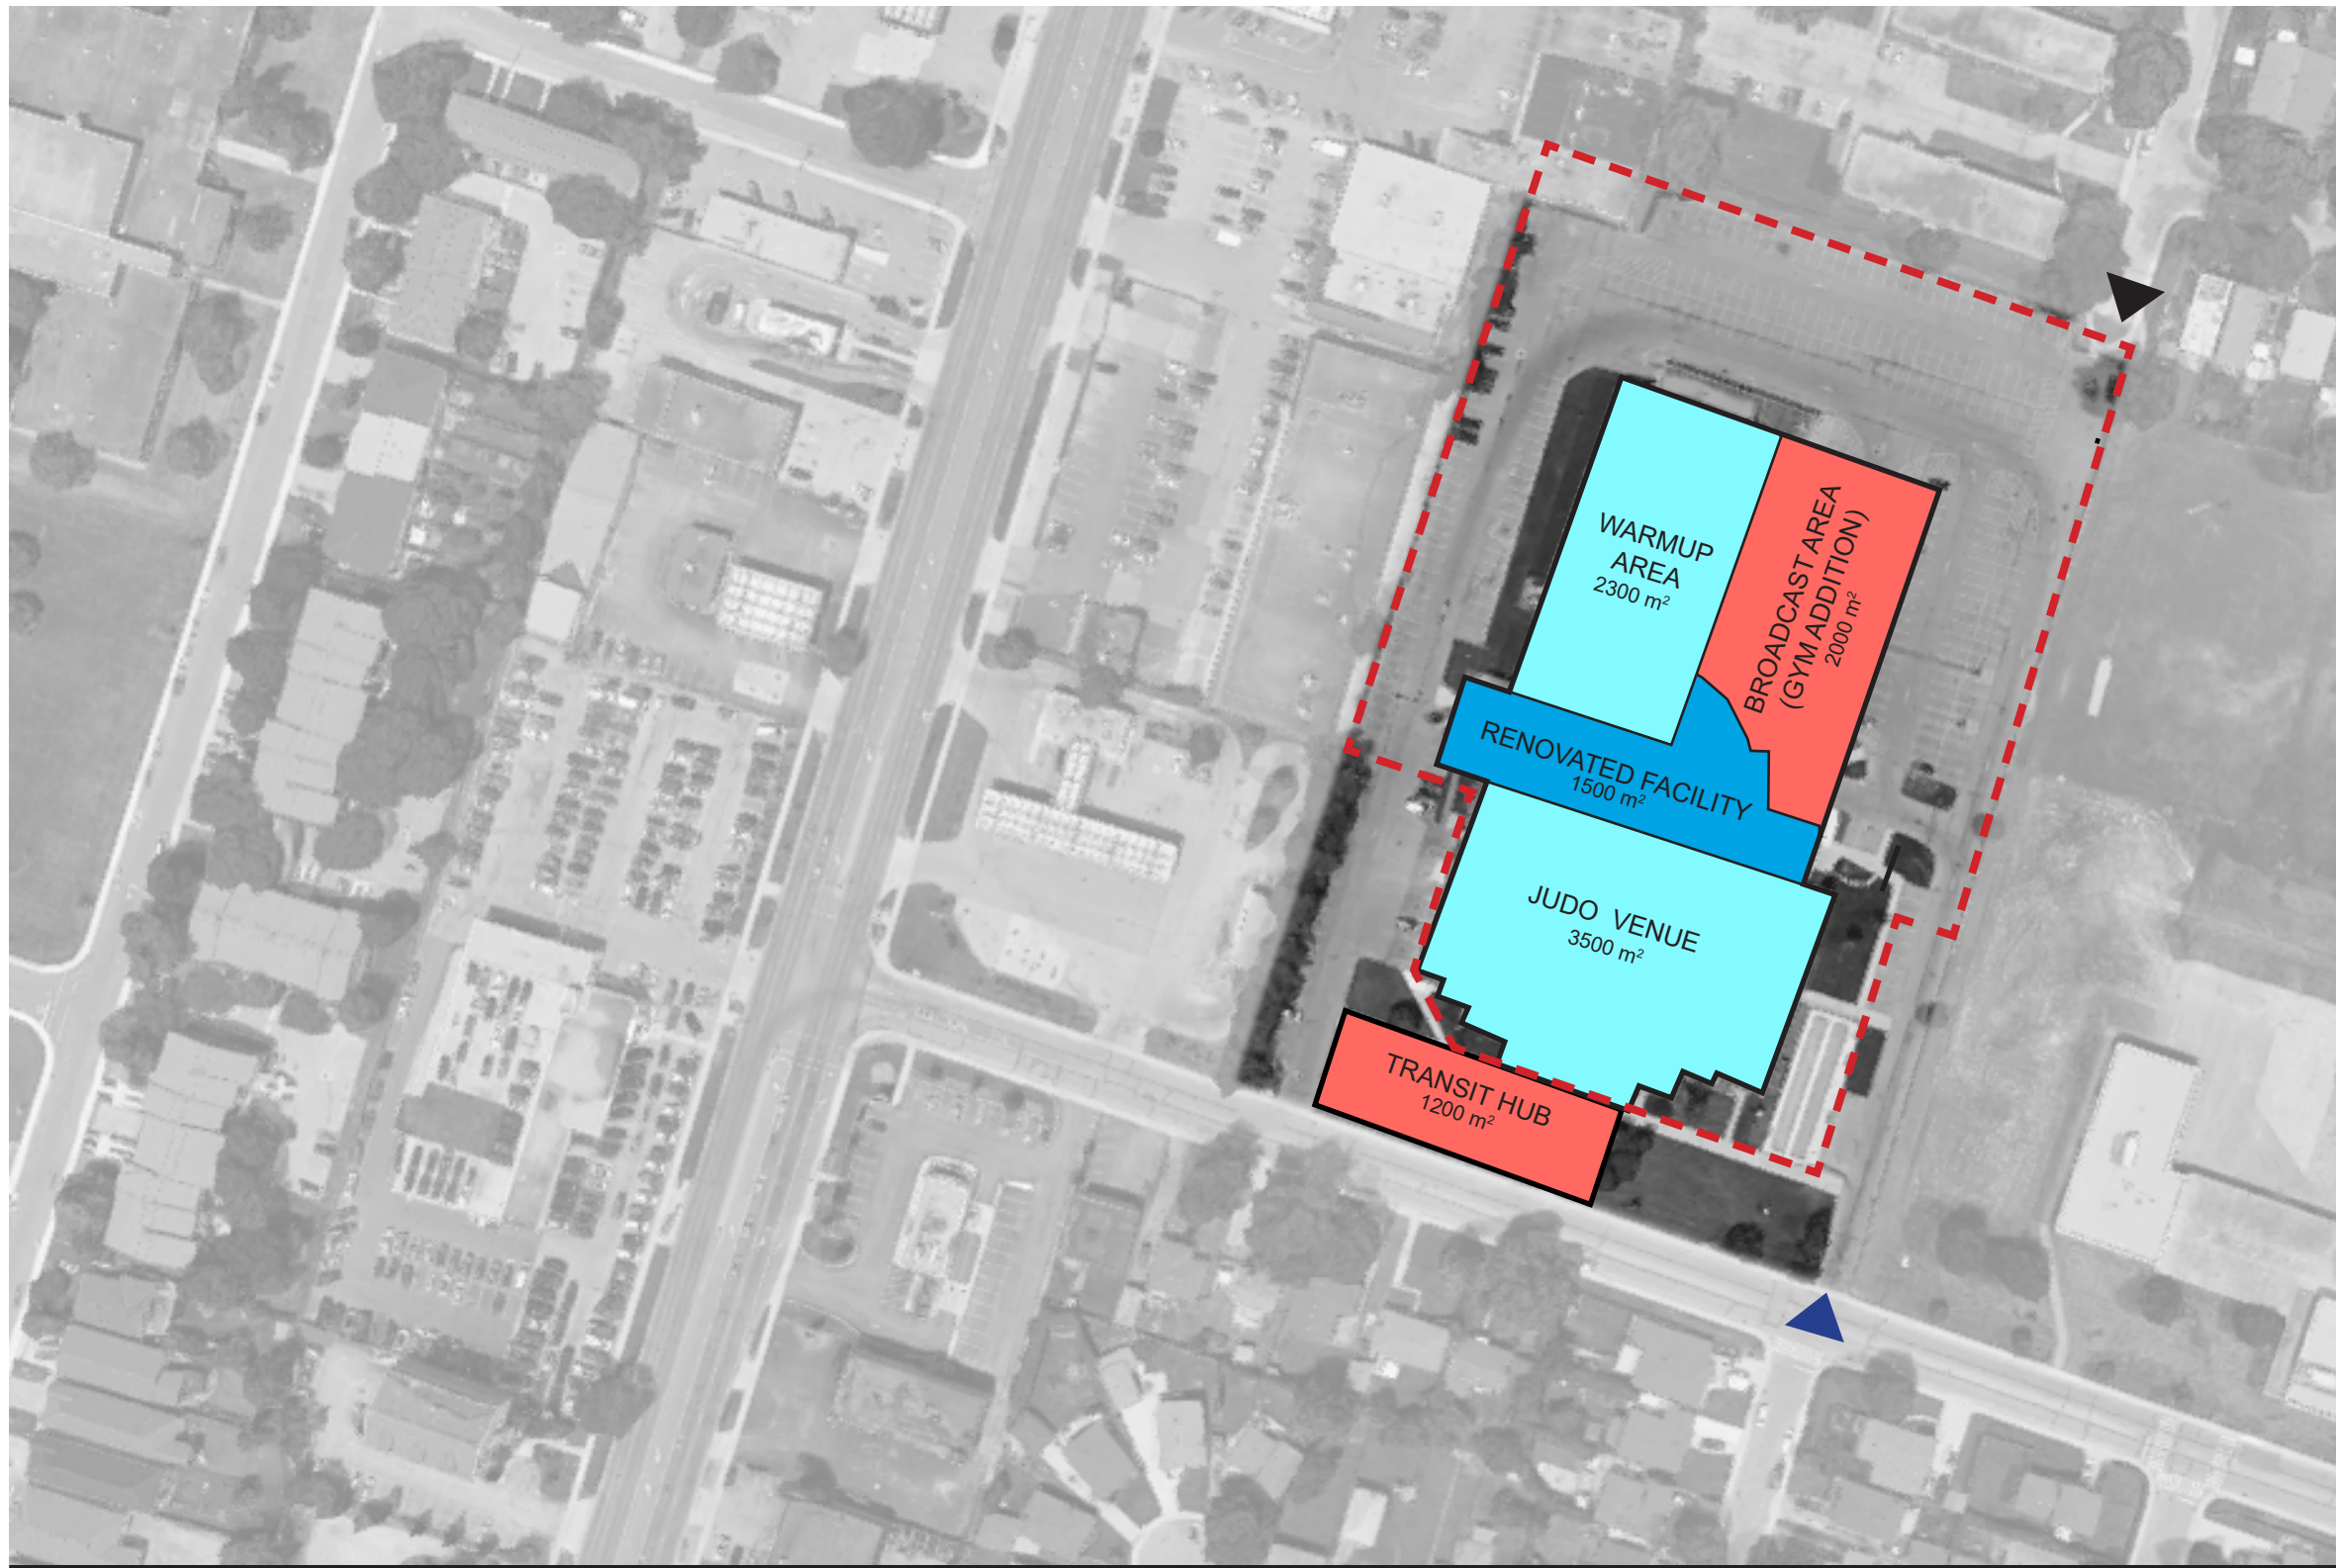 WARMUP
AREA
2300 m²
BROADCAST AREA
(GYM ADDITION)
2000 m²
RENOVATED FACILITY
1500 m²
JUDO VENUE
3500 m²
TRANSIT HUB
1200 m²